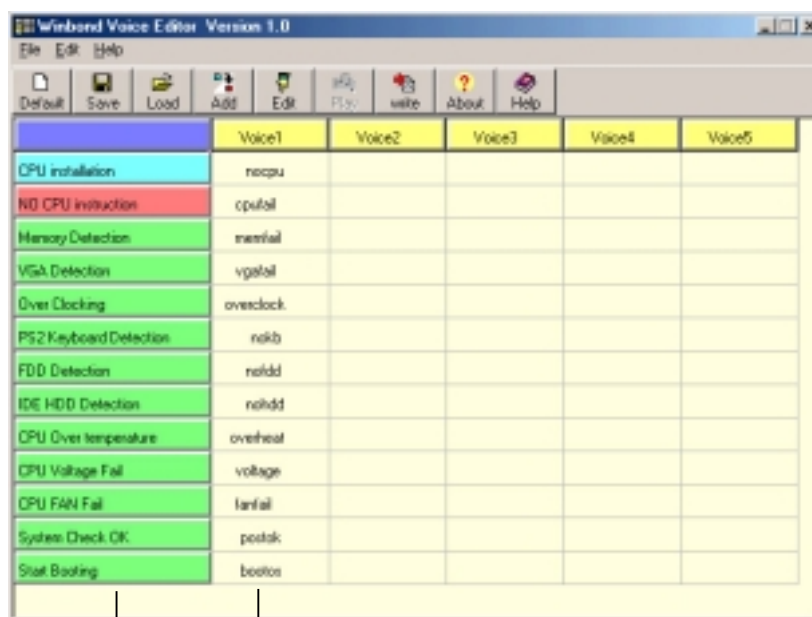 Winbond Voice Editor Version 1.0
File Edit Help
Default Save Load Add Edit Play write About Help
Voice1 Voice2 Voice3 Voice4 Voice5
CPU installation nocpu
NO CPU instruction cpufail
Memory Detection memfail
VGA Detection vgafail
Over Clocking overclock
PS2 Keyboard Detection nokb
FDD Detection nofdd
IDE HDD Detection nohdd
CPU Over temperature overheat
CPU Voltage Fail voltage
CPU FAN Fail fanfail
System Check OK postok
Start Booting bootos